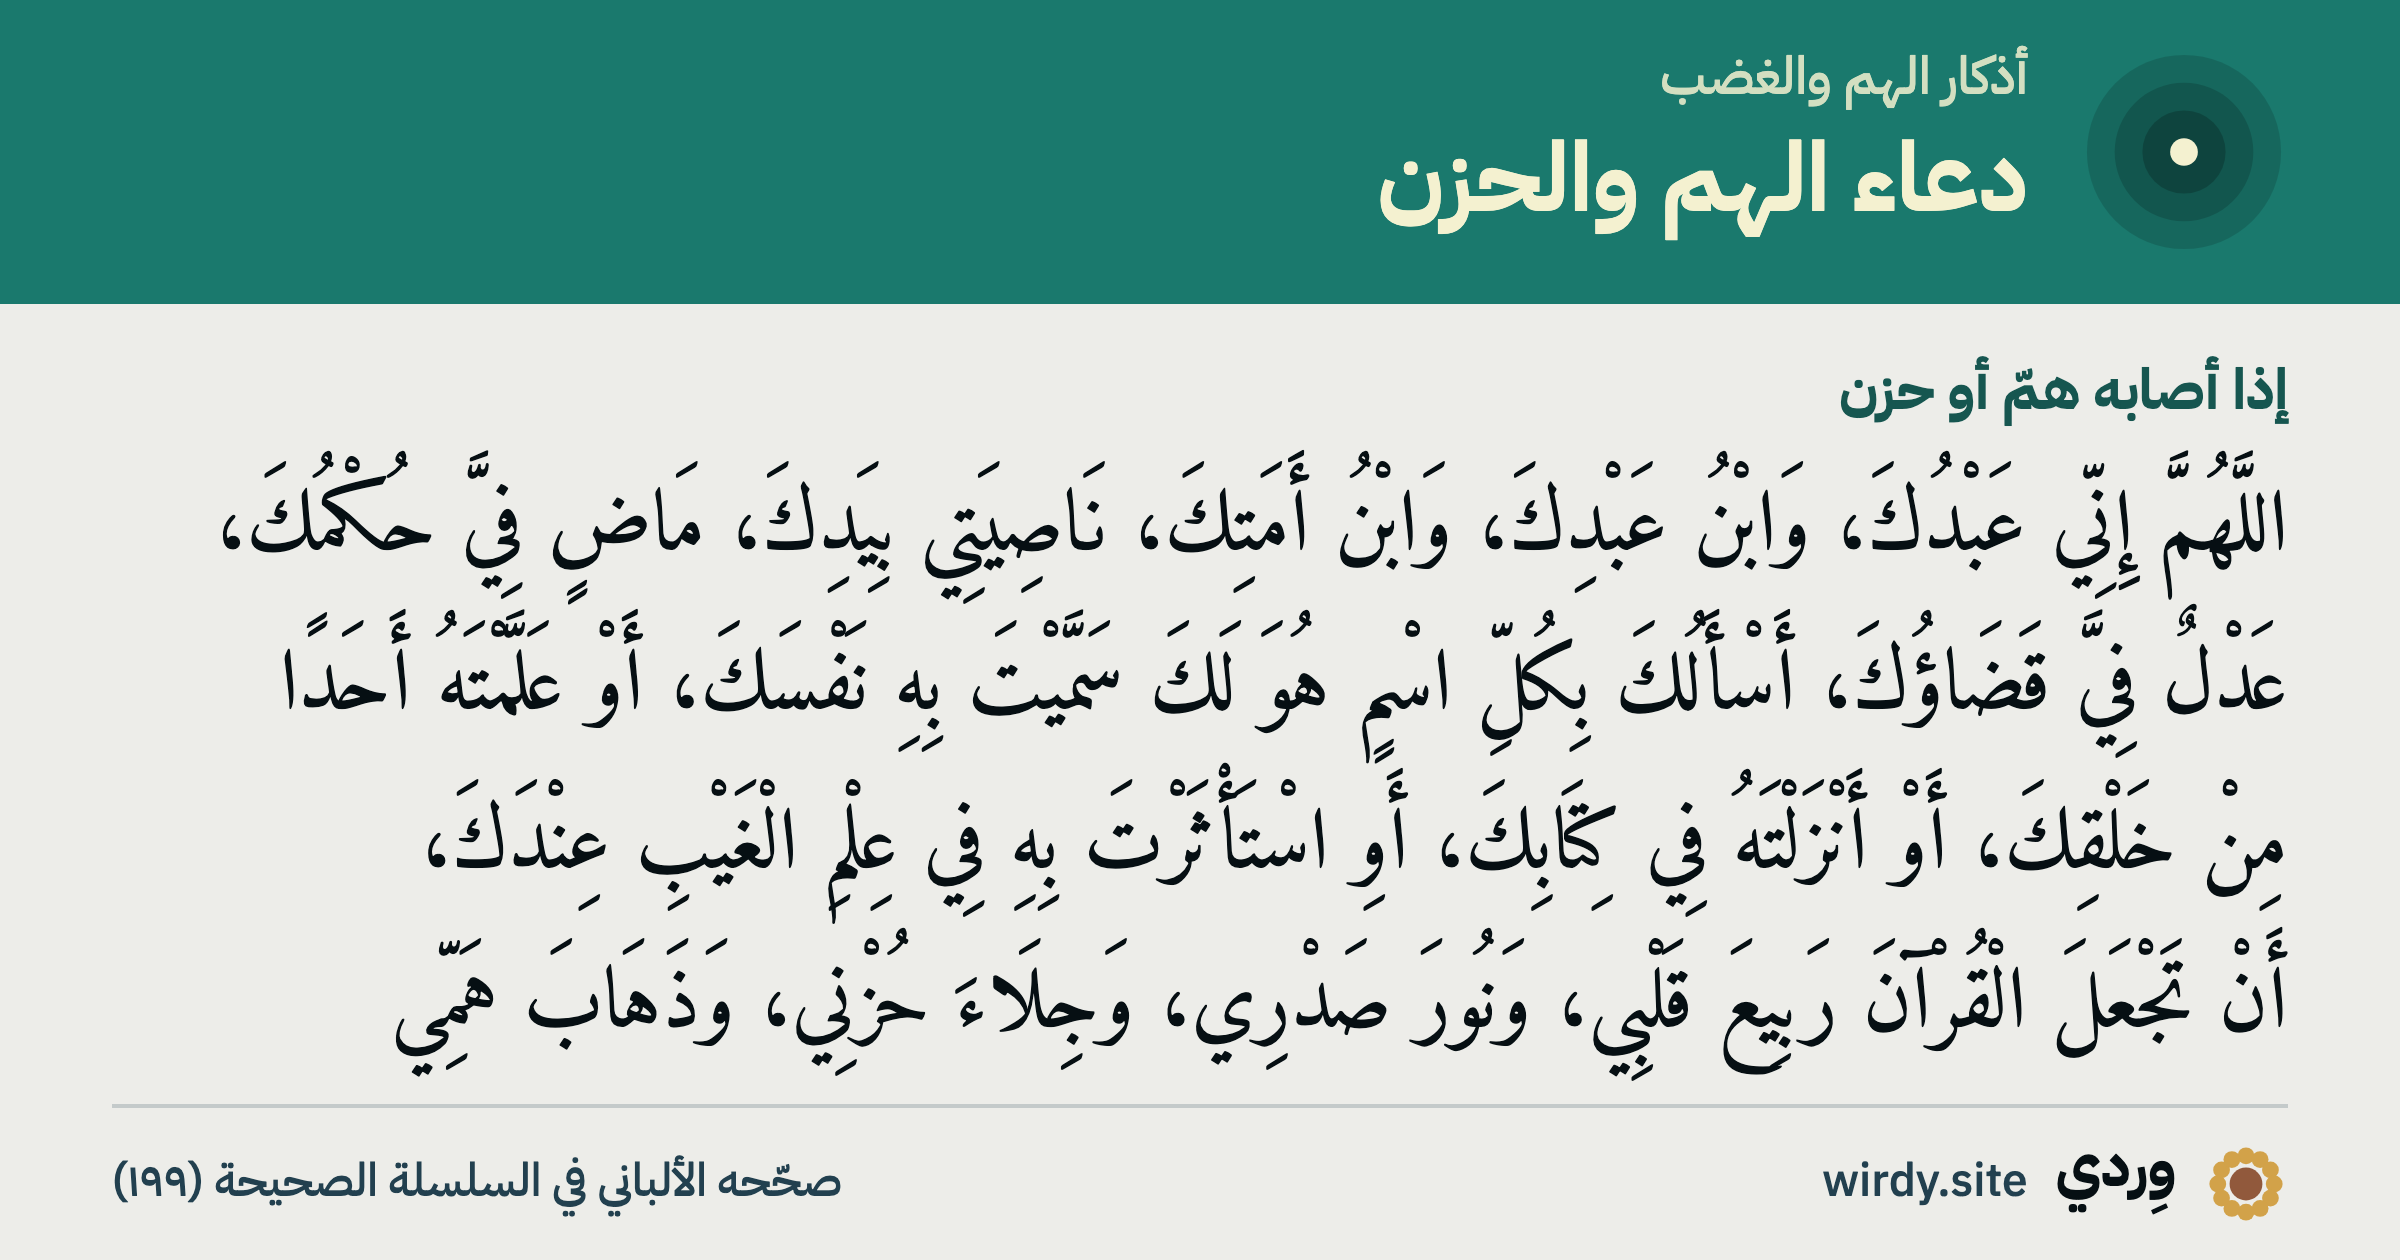 أذكار الهم والغضب
دعاء الهم والحزن
إذا أصابه همّ أو حزن
اللَّهُمَّ إِنِّي عَبْدُكَ، وَابْنُ عَبْدِكَ، وَابْنُ أَمَتِكَ، نَاصِيَتِي بِيَدِكَ، مَاضٍ فِيَّ حُكْمُكَ،
عَدْلٌ فِيَّ قَضَاؤُكَ، أَسْأَلُكَ بِكُلِّ اسْمٍ هُوَ لَكَ سَمَّيْتَ بِهِ نَفْسَكَ، أَوْ عَلَّمْتَهُ أَحَدًا
مِنْ خَلْقِكَ، أَوْ أَنْزَلْتَهُ فِي كِتَابِكَ، أَوِ اسْتَأْثَرْتَ بِهِ فِي عِلْمِ الْغَيْبِ عِنْدَكَ،
أَنْ تَجْعَلَ الْقُرْآنَ رَبِيعَ قَلْبِي، وَنُورَ صَدْرِي، وَجِلَاءَ حُزْنِي، وَذَهَابَ هَمِّي
وِردي wirdy.site
صحّحه الألباني في السلسلة الصحيحة (١٩٩)